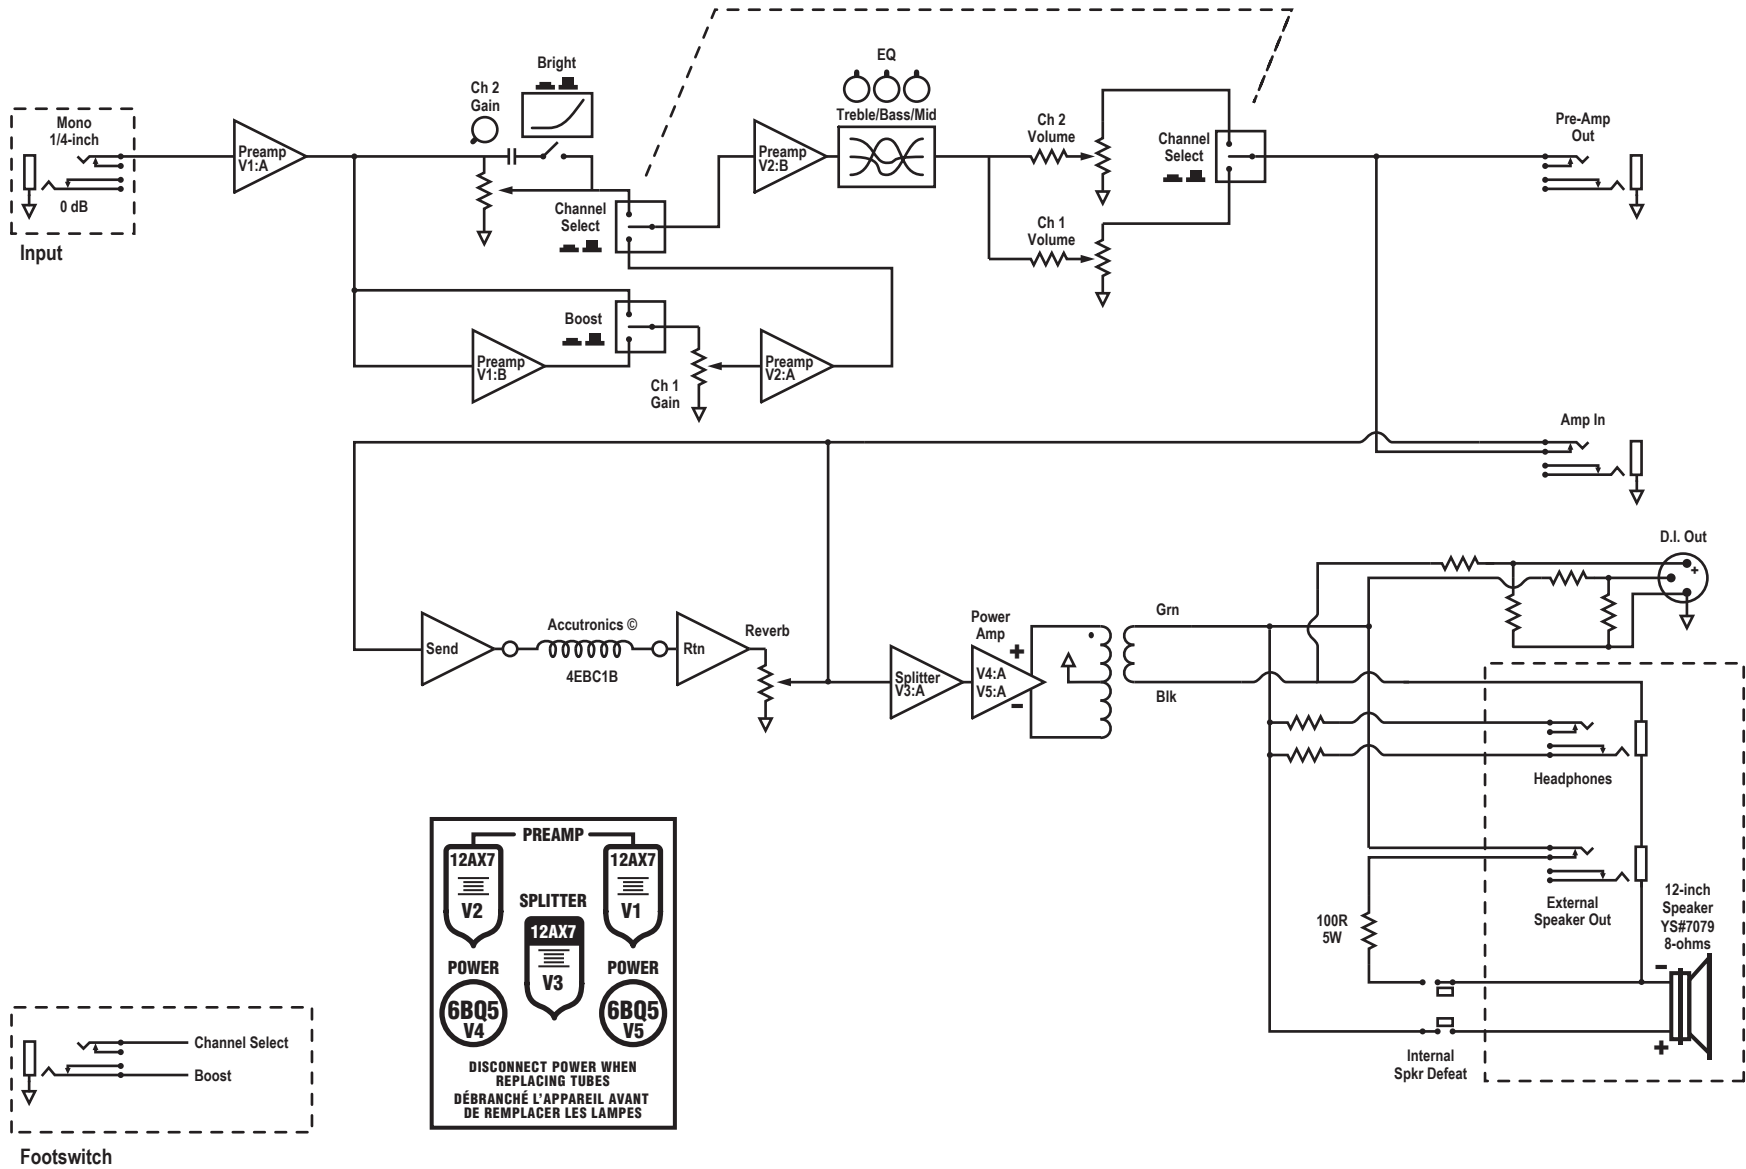 Mono
1/4-inch
0 dB
Input
Preamp
V1:A
Ch 2
Gain
Bright
Channel
Select
Boost
Preamp
V1:B
Ch 1
Gain
Preamp
V2:A
Preamp
V2:B
EQ
Treble/Bass/Mid
Ch 2
Volume
Ch 1
Volume
Channel
Select
Pre-Amp
Out
Amp In
Send
Accutronics ©
4EBC1B
Rtn
Reverb
Splitter
V3:A
Power
Amp
+
V4:A
V5:A
−
Grn
Blk
D.I. Out
+
Headphones
External
Speaker Out
100R
5W
12-inch
Speaker
YS#7079
8-ohms
−
+
Internal
Spkr Defeat
PREAMP
12AX7
V2
12AX7
V1
SPLITTER
12AX7
V3
POWER
6BQ5
V4
POWER
6BQ5
V5
DISCONNECT POWER WHEN
REPLACING TUBES
DÉBRANCHÉ L'APPAREIL AVANT
DE REMPLACER LES LAMPES
Channel Select
Boost
Footswitch